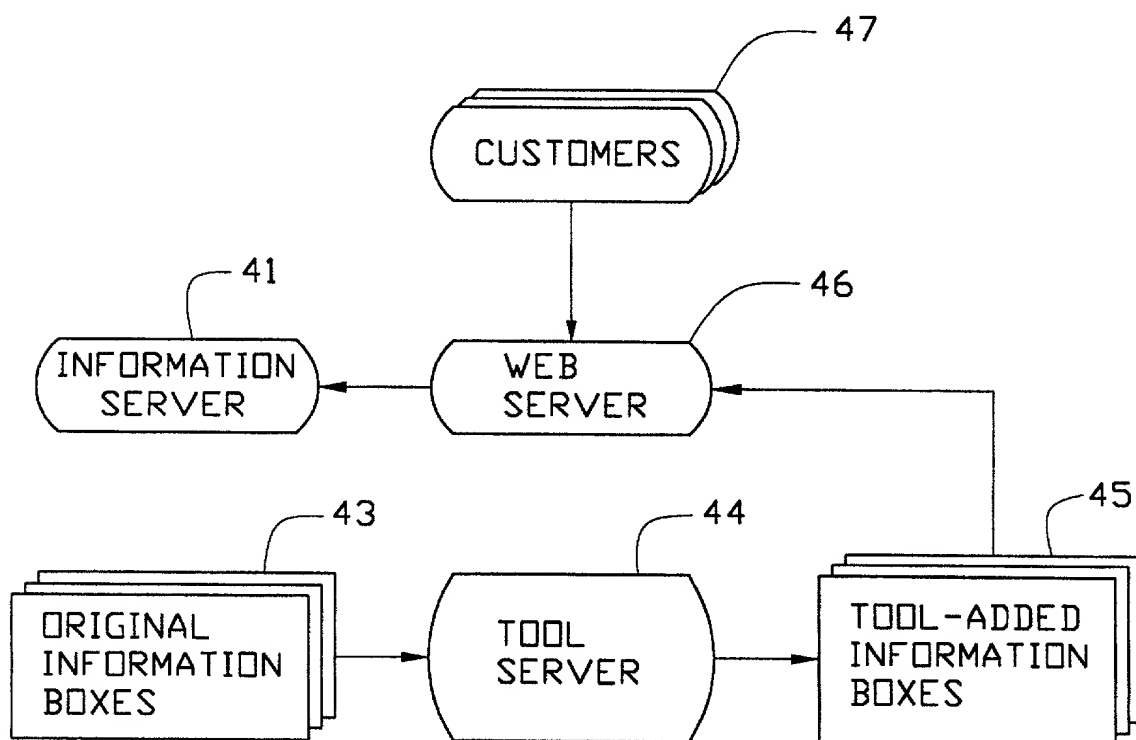 47
CUSTOMERS
41
46
INFORMATION
SERVER
WEB
SERVER
43
44
45
ORIGINAL
INFORMATION
BOXES
TOOL
SERVER
TOOL-ADDED
INFORMATION
BOXES